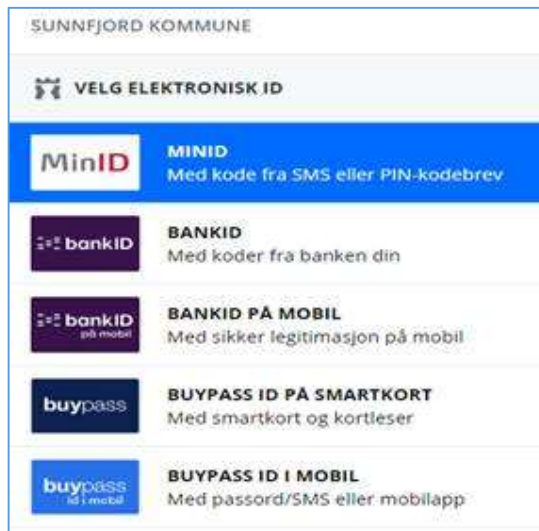 SUNNFJORD KOMMUNE
VELG ELEKTRONISK ID
MinID
MINID
Med kode fra SMS eller PIN-kodebrev
bankID
BANKID
Med koder fra banken din
bankID
på mobil
BANKID PÅ MOBIL
Med sikker legitimasjon på mobil
buypass
BUYPASS ID PÅ SMARTKORT
Med smartkort og kortleser
buypass
id i mobil
BUYPASS ID I MOBIL
Med passord/SMS eller mobilapp